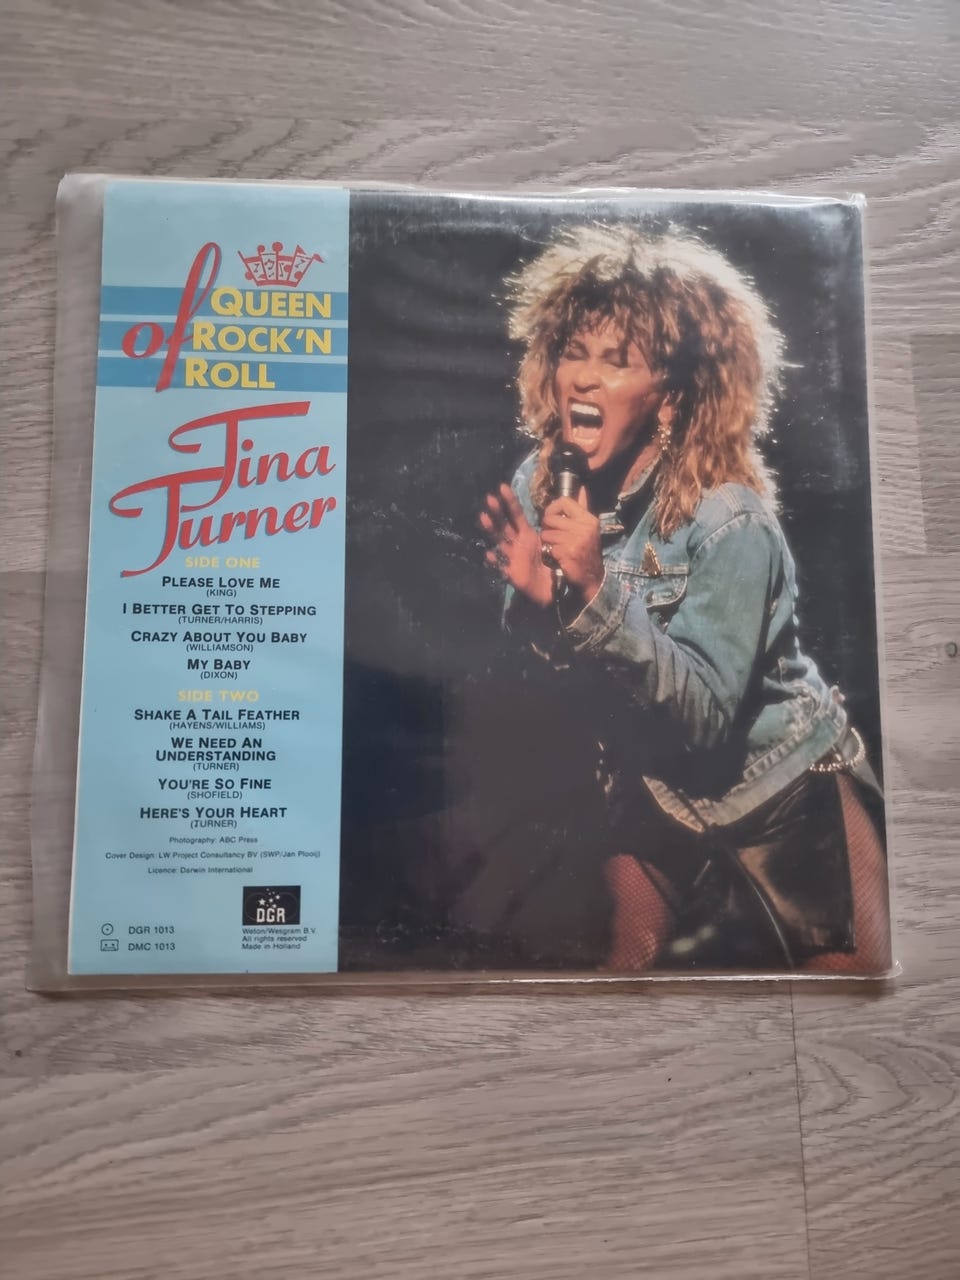 QUEEN
of ROCK'N
ROLL
Tina
Turner
SIDE ONE
PLEASE LOVE ME
(KING)
I BETTER GET TO STEPPING
(TURNER/HARRIS)
CRAZY ABOUT YOU BABY
(WILLIAMSON)
MY BABY
(DIXON)
SIDE TWO
SHAKE A TAIL FEATHER
(HAYENS/WILLIAMS)
WE NEED AN
UNDERSTANDING
(TURNER)
YOU'RE SO FINE
(SHOFIELD)
HERE'S YOUR HEART
(TURNER)
Photography: ABC Press
Cover Design: LW Project Consultancy BV (SWP/Jan Plooij)
Licence: Darwin International
DGR
DGR 1013
DMC 1013
Weton/Wesgram B.V.
All rights reserved
Made in Holland